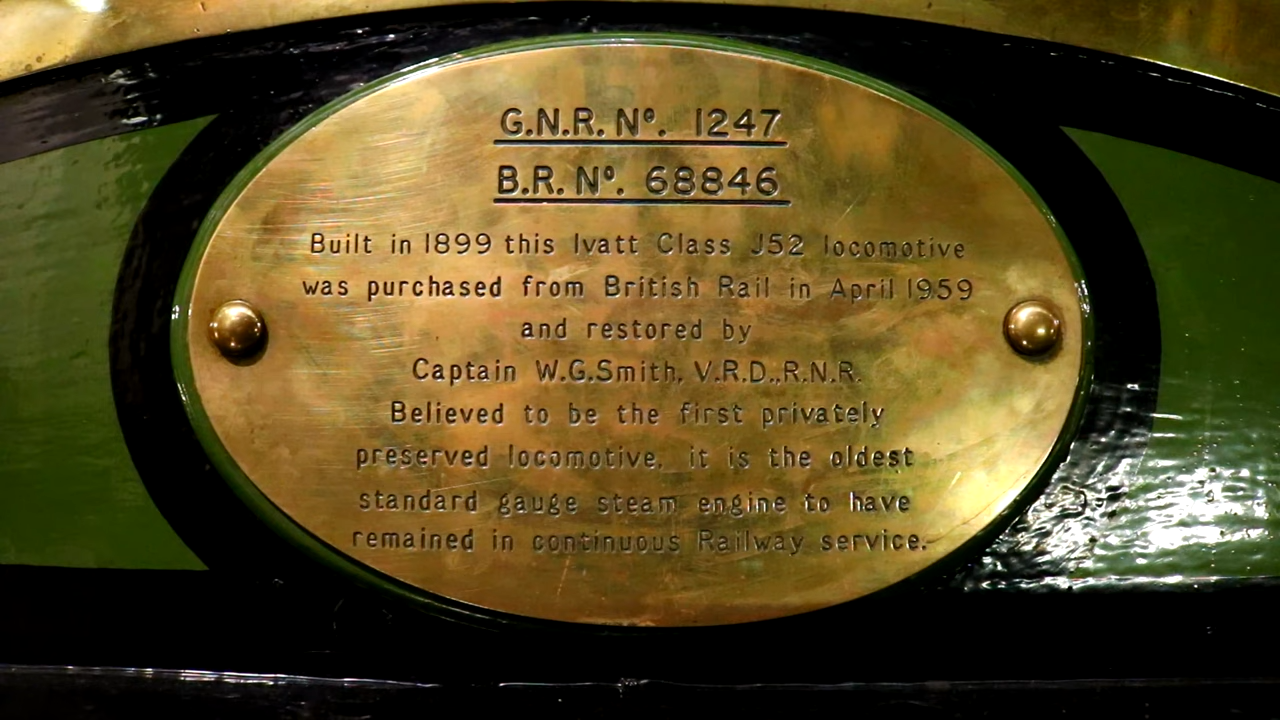 G.N.R. Nº. 1247
B.R. Nº. 68846
Built in 1899 this Ivatt Class J52 locomotive
was purchased from British Rail in April 1959
and restored by
Captain W.G.Smith, V.R.D.,R.N.R.
Believed to be the first privately
preserved locomotive, it is the oldest
standard gauge steam engine to have
remained in continuous Railway service.